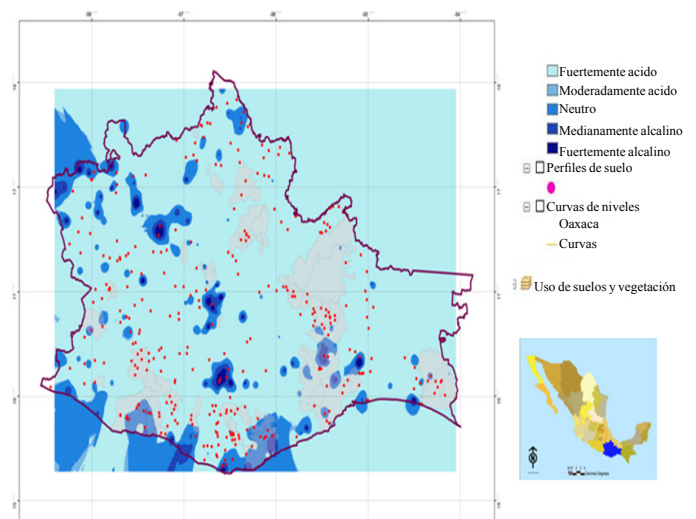 Fuertemente acido
Moderadamente acido
Neutro
Medianamente alcalino
Fuertemente alcalino
Perfiles de suelo
Curvas de niveles
Oaxaca
Curvas
Uso de suelos y vegetación